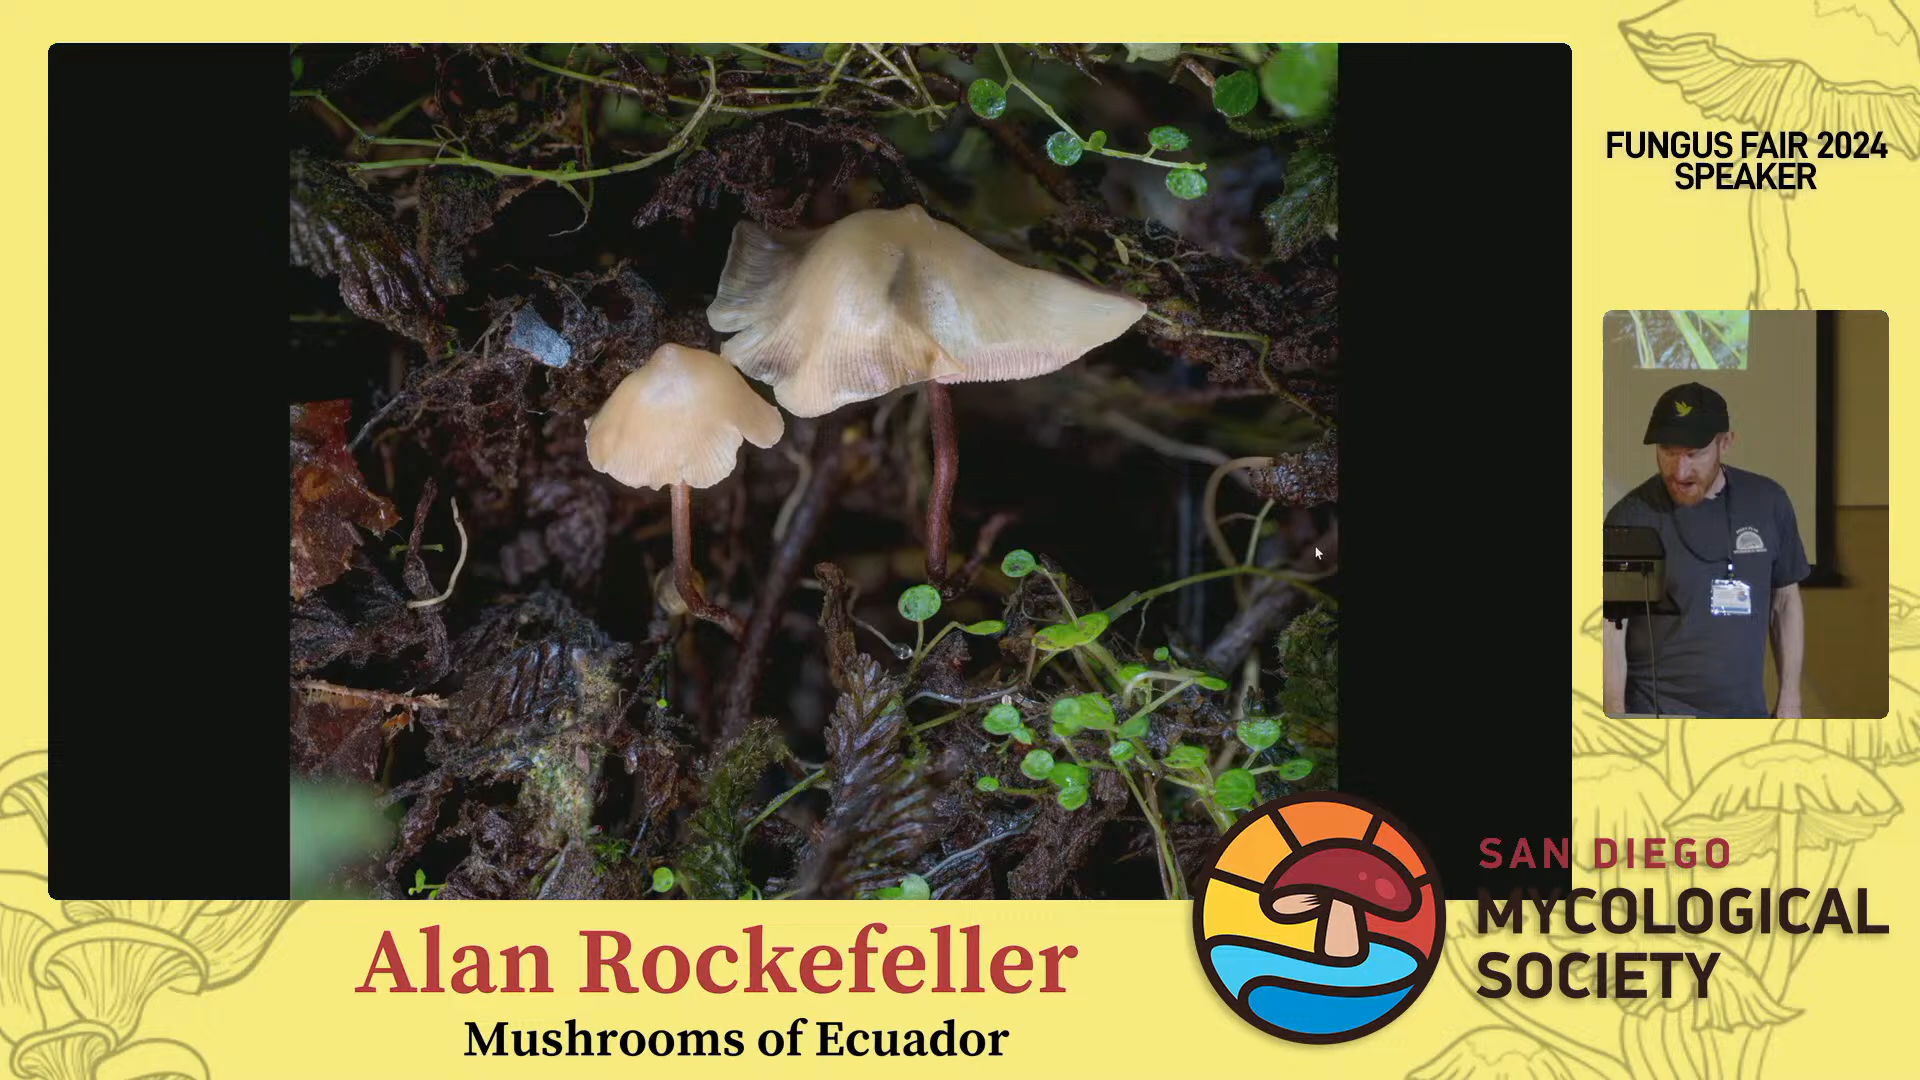 FUNGUS FAIR 2024
SPEAKER
Alan Rockefeller
Mushrooms of Ecuador
SAN DIEGO
MYCOLOGICAL
SOCIETY